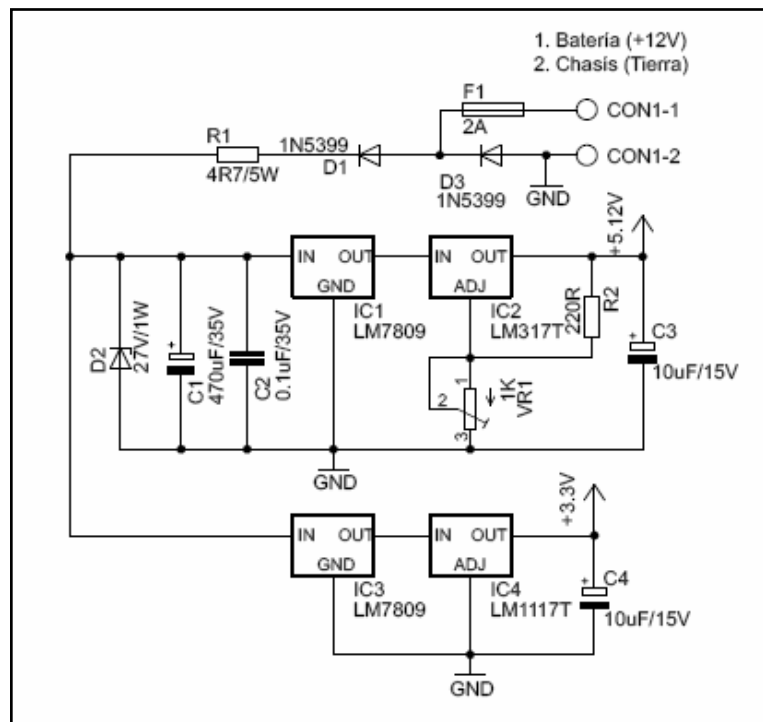 1. Batería (+12V)
2. Chasís (Tierra)
F1
2A
CON1-1
R1
4R7/5W
1N5399
D1
D3
1N5399
CON1-2
GND
+5.12V
IN OUT
GND
IC1
LM7809
IN OUT
ADJ
IC2
LM317T
220R
R2
C3
10uF/15V
D2
27V/1W
C1
470uF/35V
C2
0.1uF/35V
1
2
3
1K
VR1
GND
+3.3V
IN OUT
GND
IC3
LM7809
IN OUT
ADJ
IC4
LM1117T
C4
10uF/15V
GND